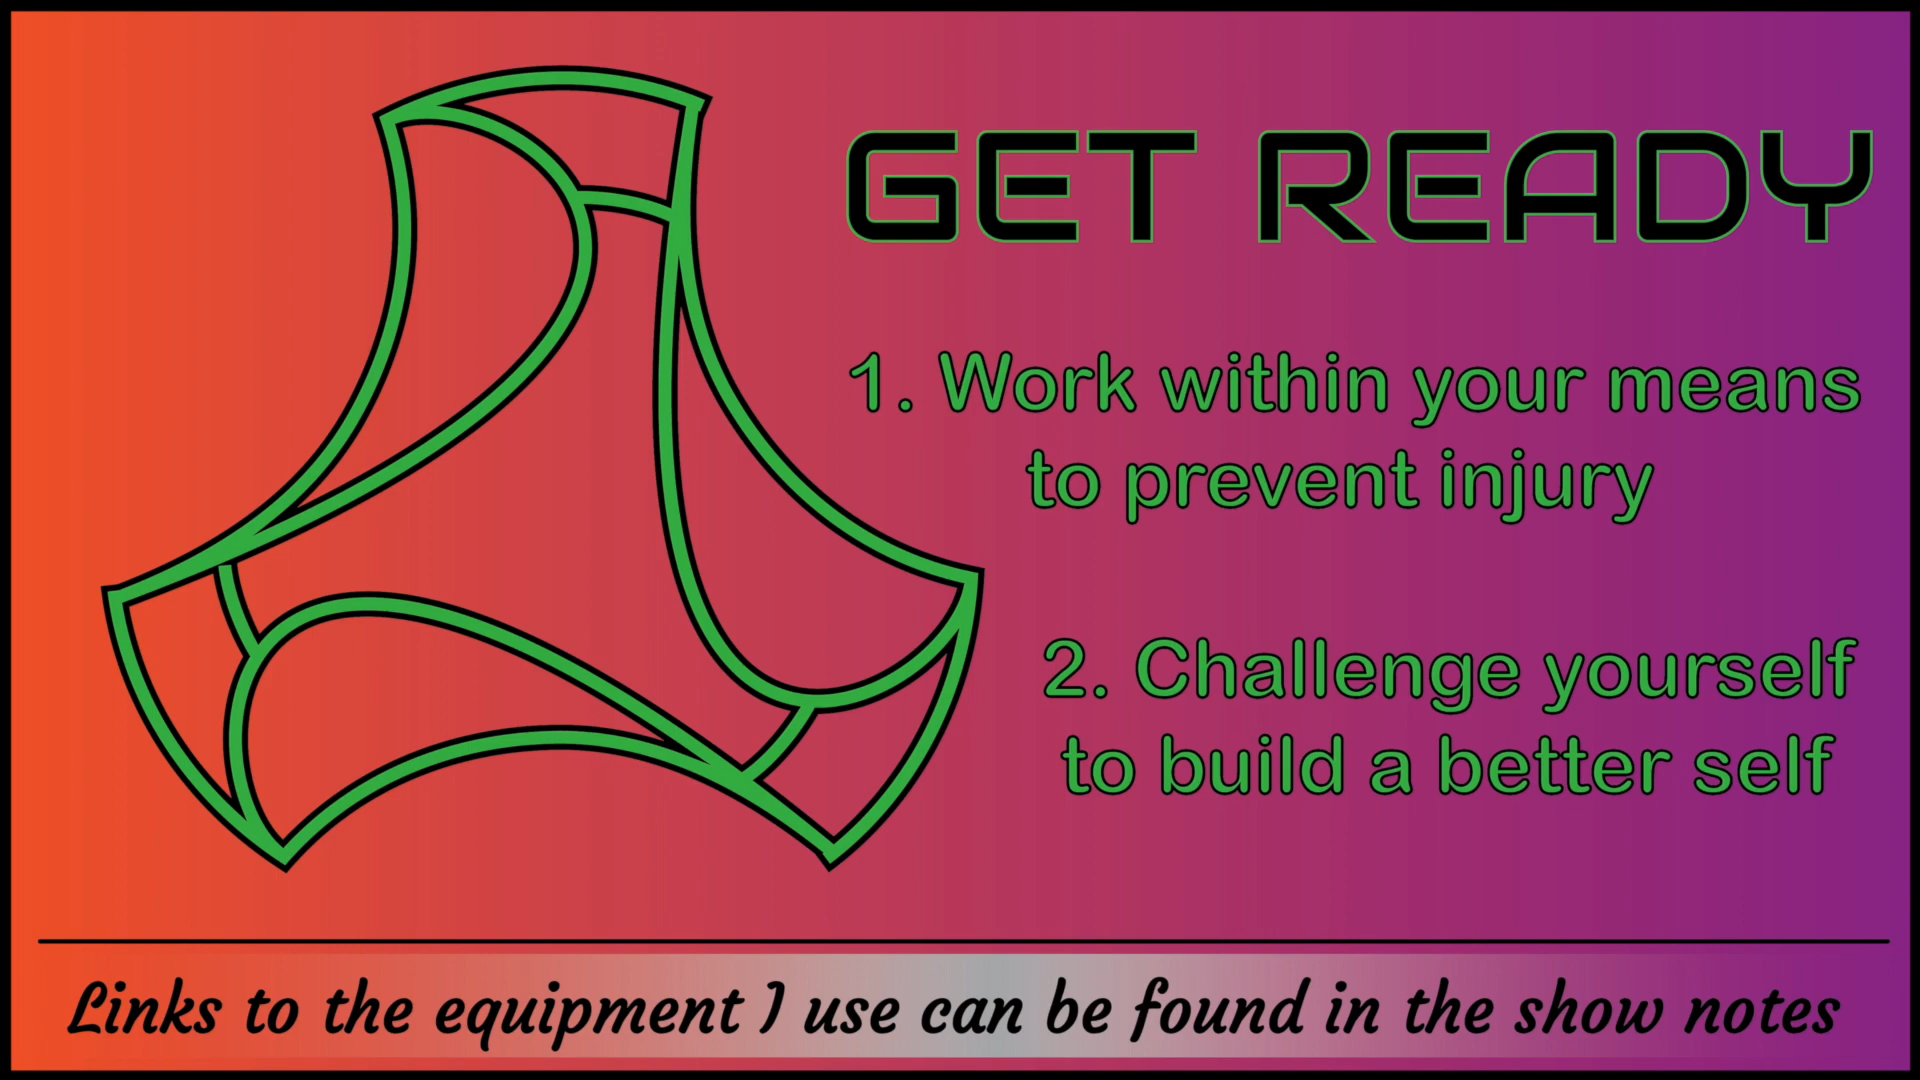 GET READY
1. Work within your means
to prevent injury
2. Challenge yourself
to build a better self
Links to the equipment I use can be found in the show notes